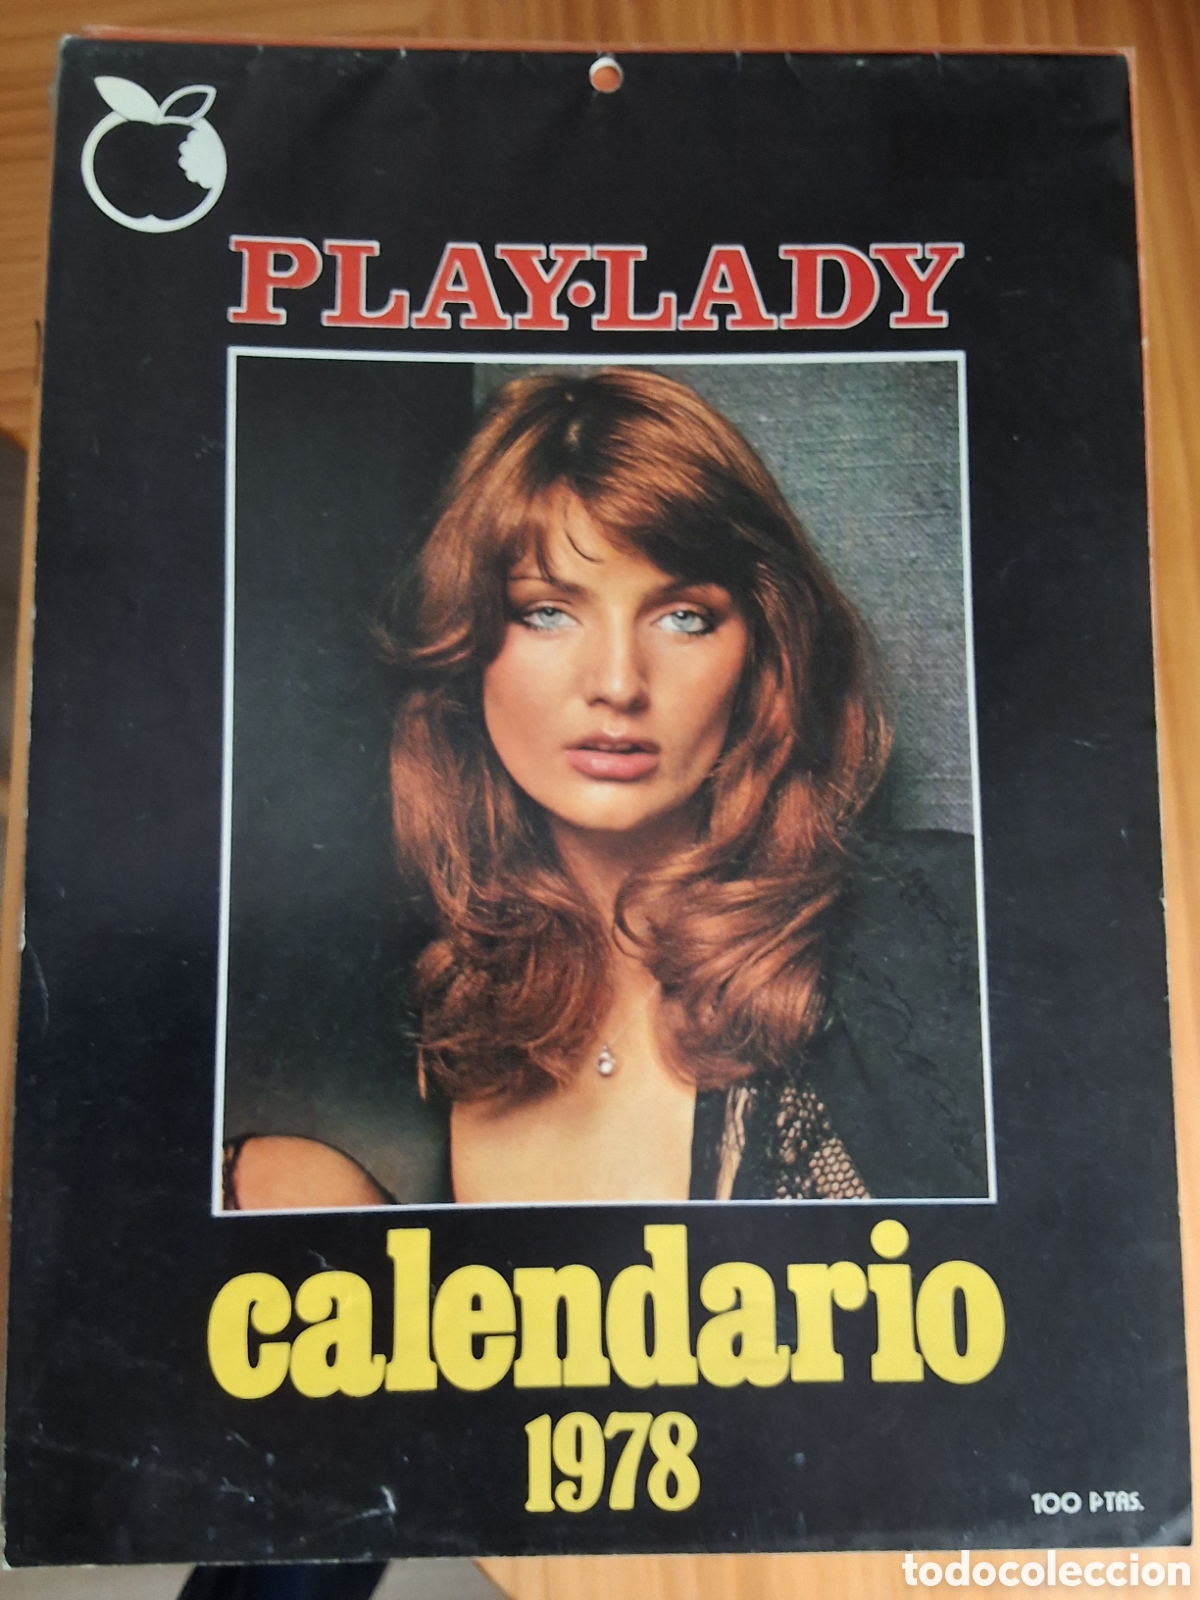 PLAY·LADY
calendario
1978
100 PTAS.
todocoleccion